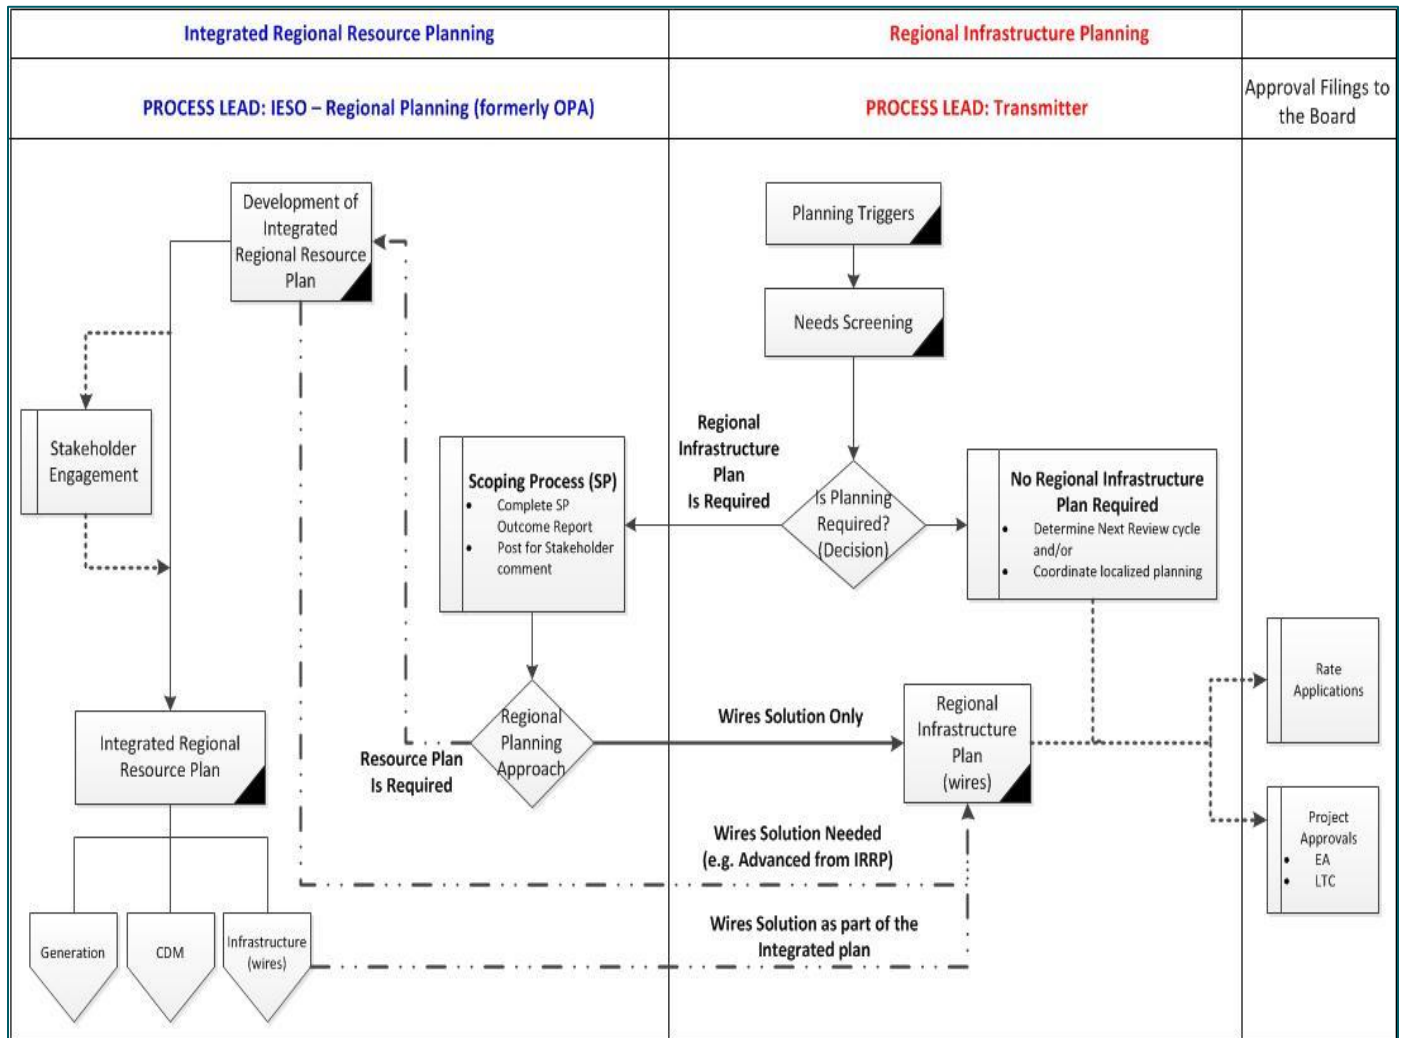 Integrated Regional Resource Planning
Regional Infrastructure Planning
PROCESS LEAD: IESO – Regional Planning (formerly OPA)
PROCESS LEAD: Transmitter
Approval Filings to
the Board
Development of
Integrated
Regional Resource
Plan
Planning Triggers
Needs Screening
Stakeholder
Engagement
Scoping Process (SP)
• Complete SP
Outcome Report
• Post for Stakeholder
comment
Regional
Infrastructure
Plan
Is Required
Is Planning
Required?
(Decision)
No Regional Infrastructure
Plan Required
• Determine Next Review cycle
and/or
• Coordinate localized planning
Rate
Applications
Integrated Regional
Resource Plan
Resource Plan
Is Required
Regional
Planning
Approach
Wires Solution Only
Regional
Infrastructure
Plan
(wires)
Wires Solution Needed
(e.g. Advanced from IRRP)
Project
Approvals
• EA
• LTC
Generation
CDM
Infrastructure
(wires)
Wires Solution as part of the
Integrated plan